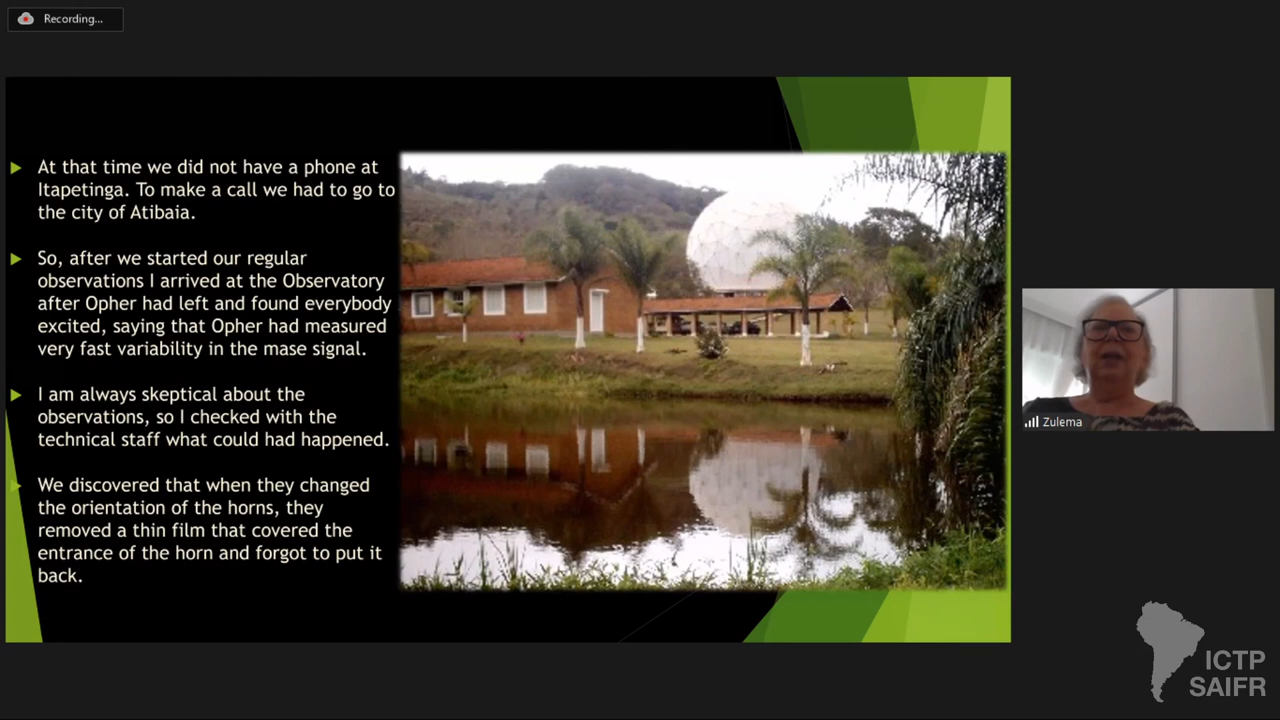 Recording...
At that time we did not have a phone at
Itapetinga. To make a call we had to go to
the city of Atibaia.
So, after we started our regular
observations I arrived at the Observatory
after Opher had left and found everybody
excited, saying that Opher had measured
very fast variability in the mase signal.
I am always skeptical about the
observations, so I checked with the
technical staff what could had happened.
We discovered that when they changed
the orientation of the horns, they
removed a thin film that covered the
entrance of the horn and forgot to put it
back.
Zulema
ICTP
SAIFR